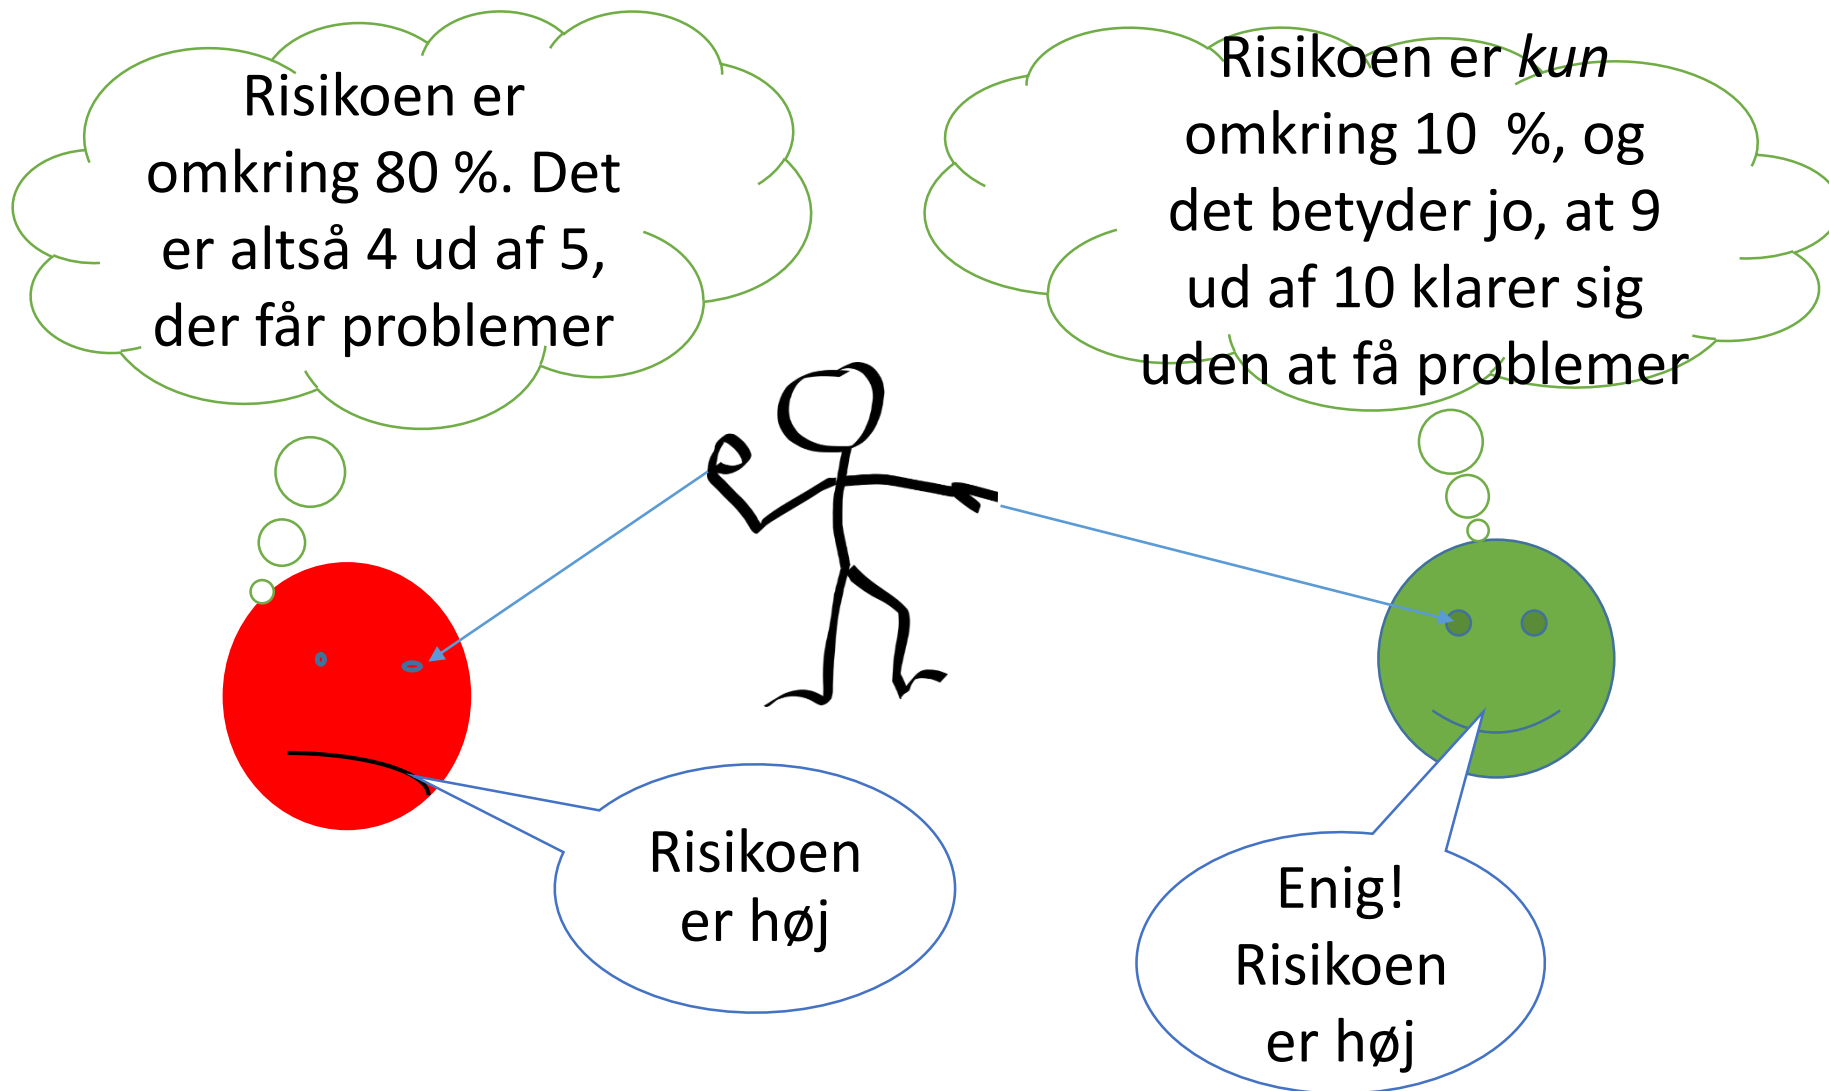 Risikoen er
omkring 80 %. Det
er altså 4 ud af 5,
der får problemer
Risikoen er kun
omkring 10  %, og
det betyder jo, at 9
ud af 10 klarer sig
uden at få problemer
Risikoen
er høj
Enig!
Risikoen
er høj